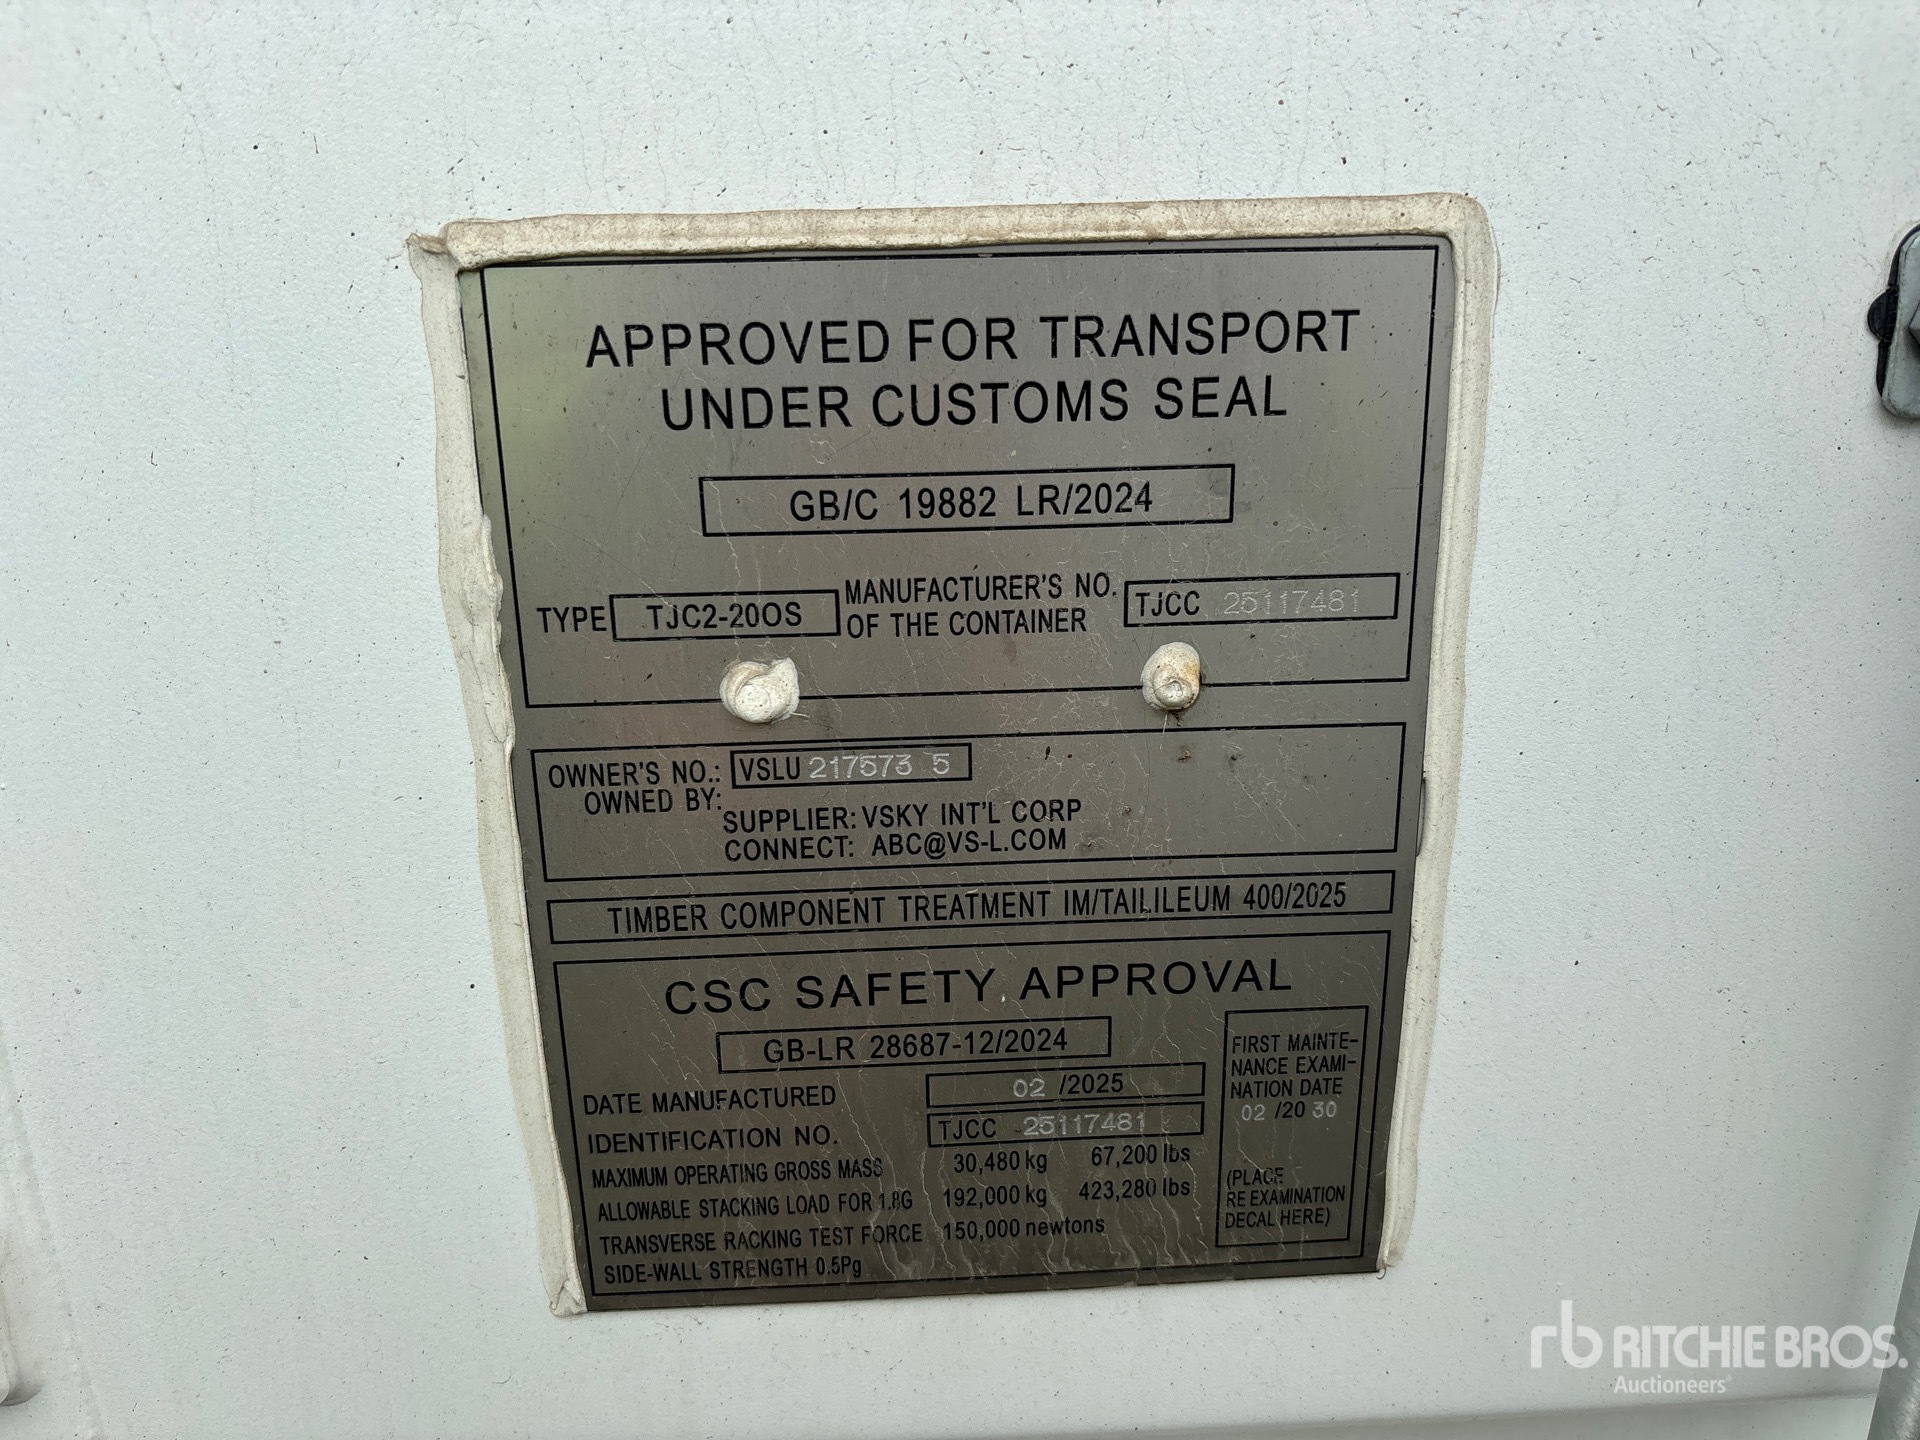 APPROVED FOR TRANSPORT
UNDER CUSTOMS SEAL
GB/C 19882 LR/2024
TYPE TJC2-20OS MANUFACTURER'S NO. OF THE CONTAINER TJCC 25117481
OWNER'S NO.: VSLU 217573 5
OWNED BY:
SUPPLIER: VSKY INT'L CORP
CONNECT: ABC@VS-L.COM
TIMBER COMPONENT TREATMENT IM/TAILILEUM 400/2025
CSC SAFETY APPROVAL
GB-LR 28687-12/2024
DATE MANUFACTURED 02 /2025
IDENTIFICATION NO. TJCC 25117481
MAXIMUM OPERATING GROSS MASS 30,480 kg 67,200 lbs
ALLOWABLE STACKING LOAD FOR 1.8G 192,000 kg 423,280 lbs
TRANSVERSE RACKING TEST FORCE 150,000 newtons
SIDE-WALL STRENGTH 0.5Pg
FIRST MAINTE-
NANCE EXAMI-
NATION DATE
02 /20 30
(PLACE
RE EXAMINATION
DECAL HERE)
rb RITCHIE BROS.
Auctioneers